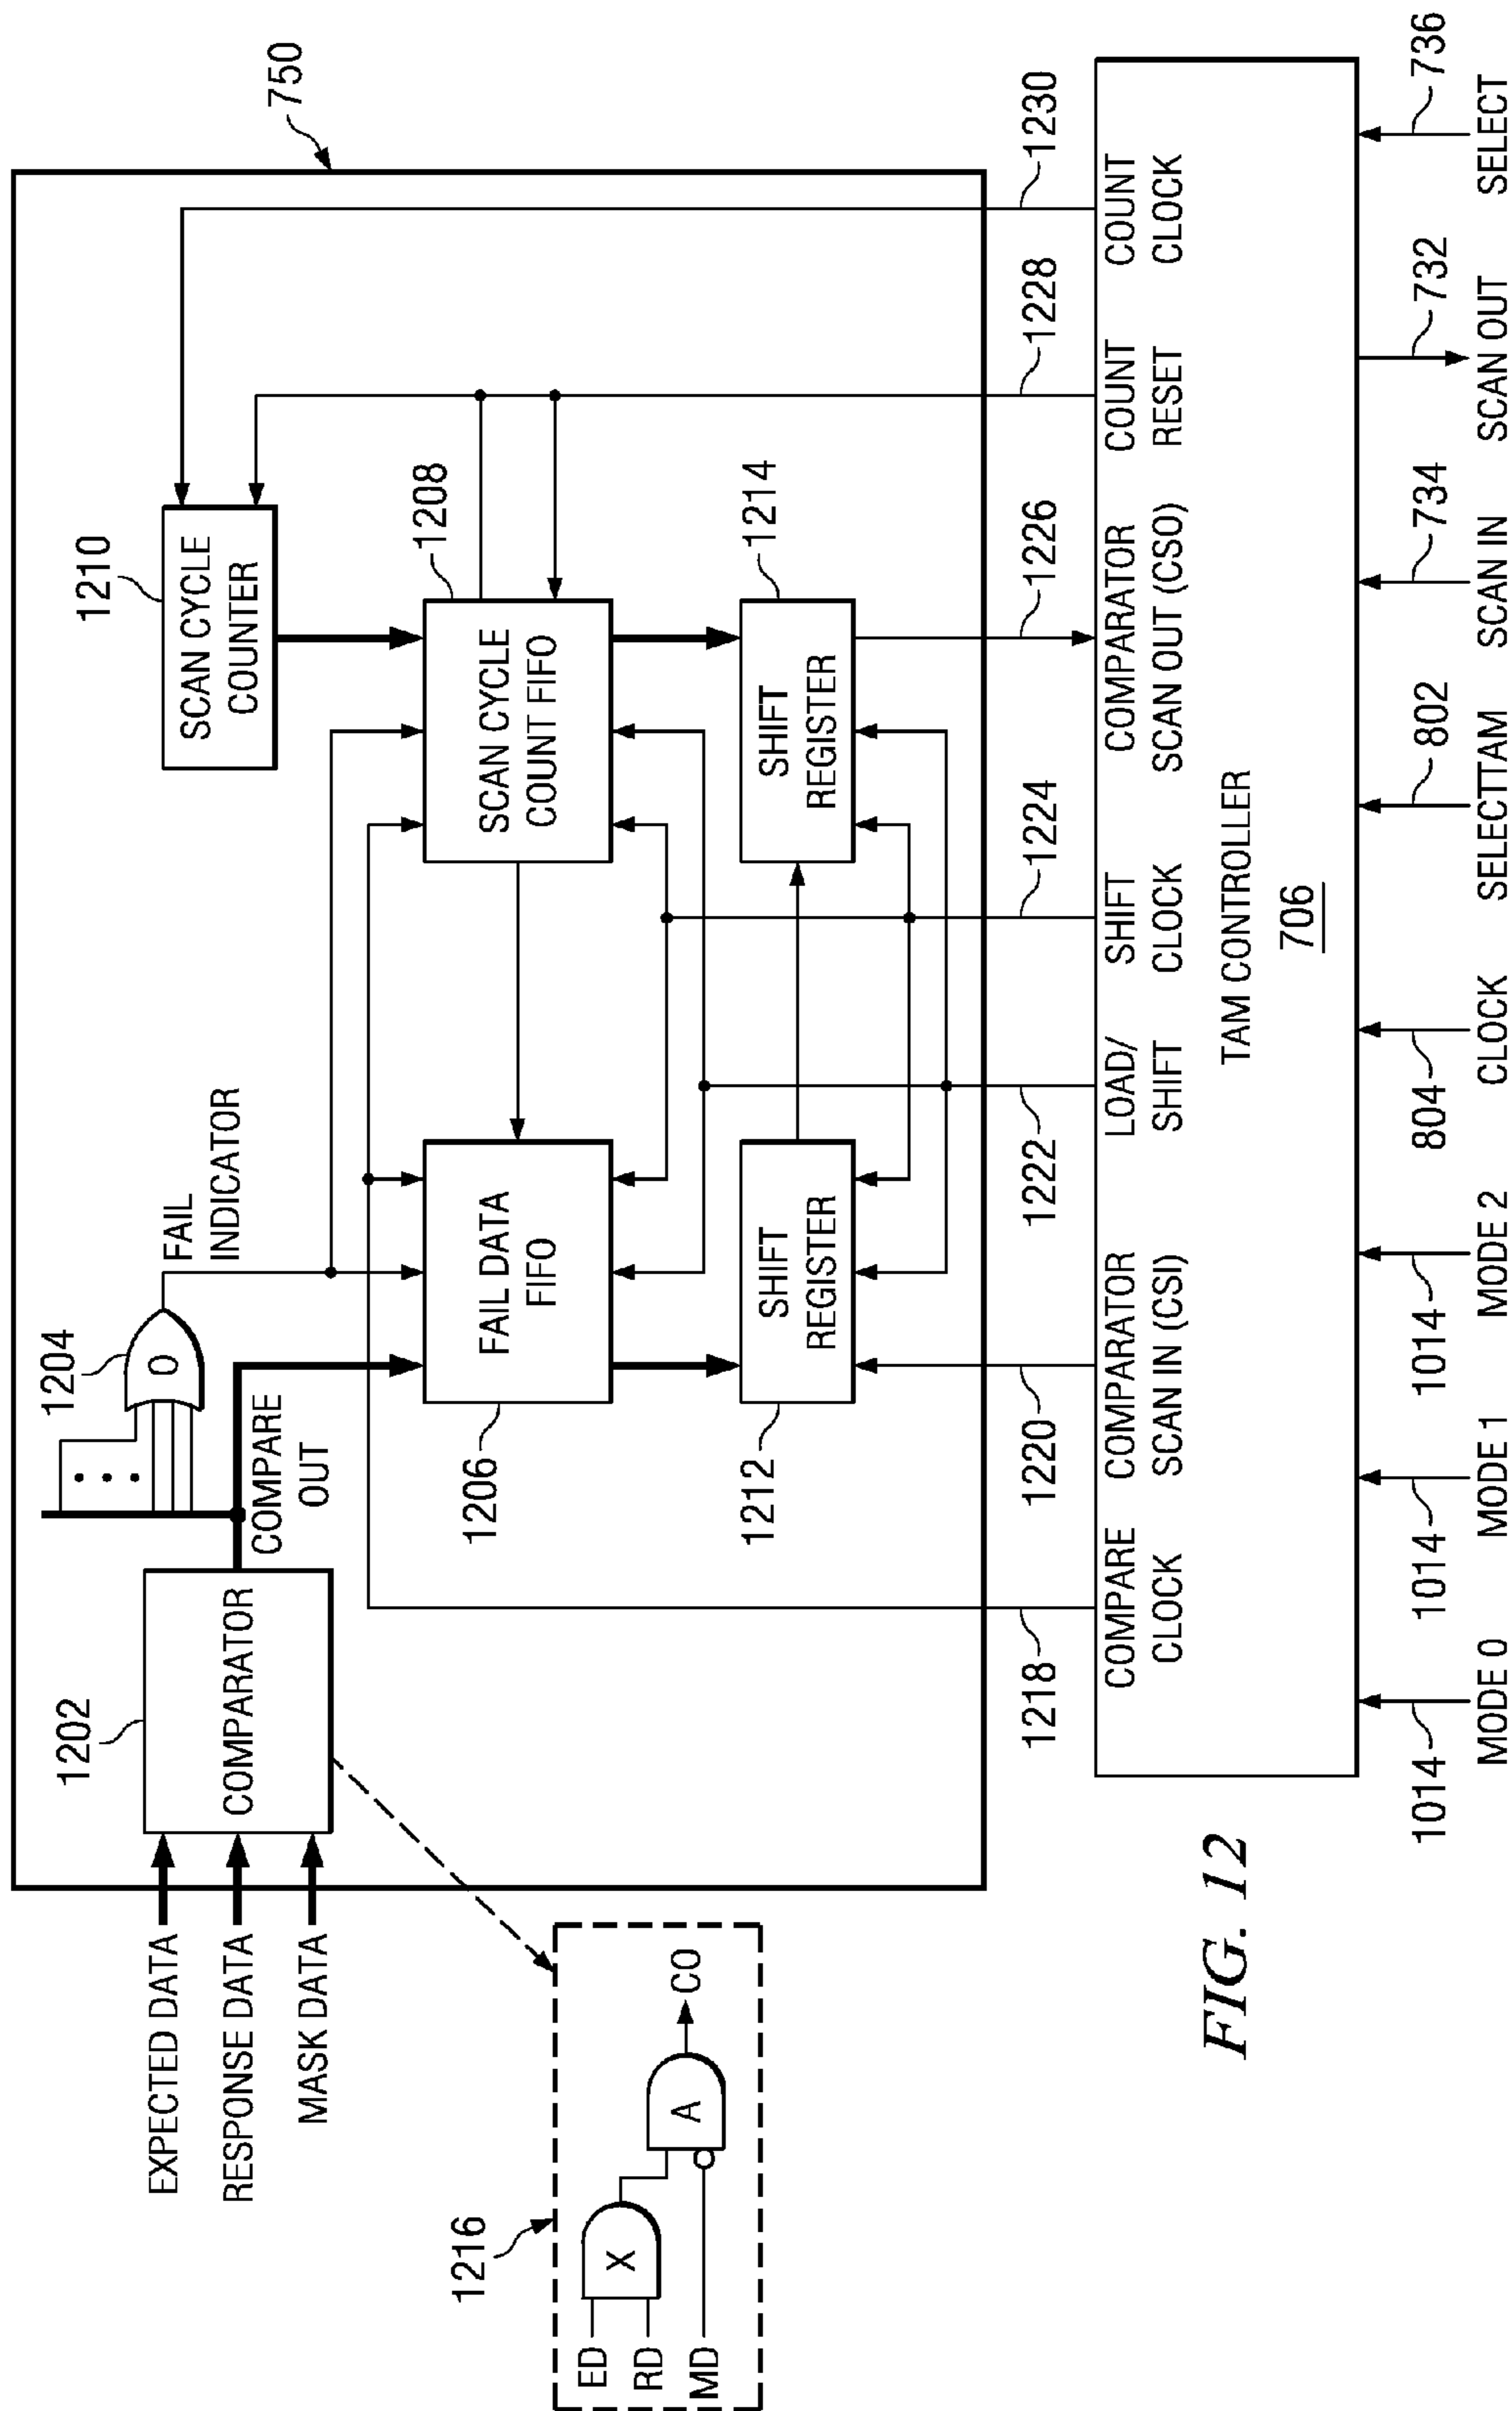 750
1210
SCAN CYCLE
COUNTER
1204
O
FAIL
INDICATOR
1202
COMPARATOR
COMPARE
OUT
EXPECTED DATA
RESPONSE DATA
MASK DATA
1206
FAIL DATA
FIFO
1208
SCAN CYCLE
COUNT FIFO
1212
SHIFT
REGISTER
1214
SHIFT
REGISTER
1216
ED
RD
MD
X
A
CO
1218
1220
1222
1224
1226
1228
1230
COMPARE
CLOCK
COMPARATOR
SCAN IN (CSI)
LOAD/
SHIFT
SHIFT
CLOCK
COMPARATOR
SCAN OUT (CSO)
COUNT
RESET
COUNT
CLOCK
TAM CONTROLLER
706
1014
1014
1014
804
802
734
732
736
MODE 0
MODE 1
MODE 2
CLOCK
SELECTTAM
SCAN IN
SCAN OUT
SELECT
FIG. 12